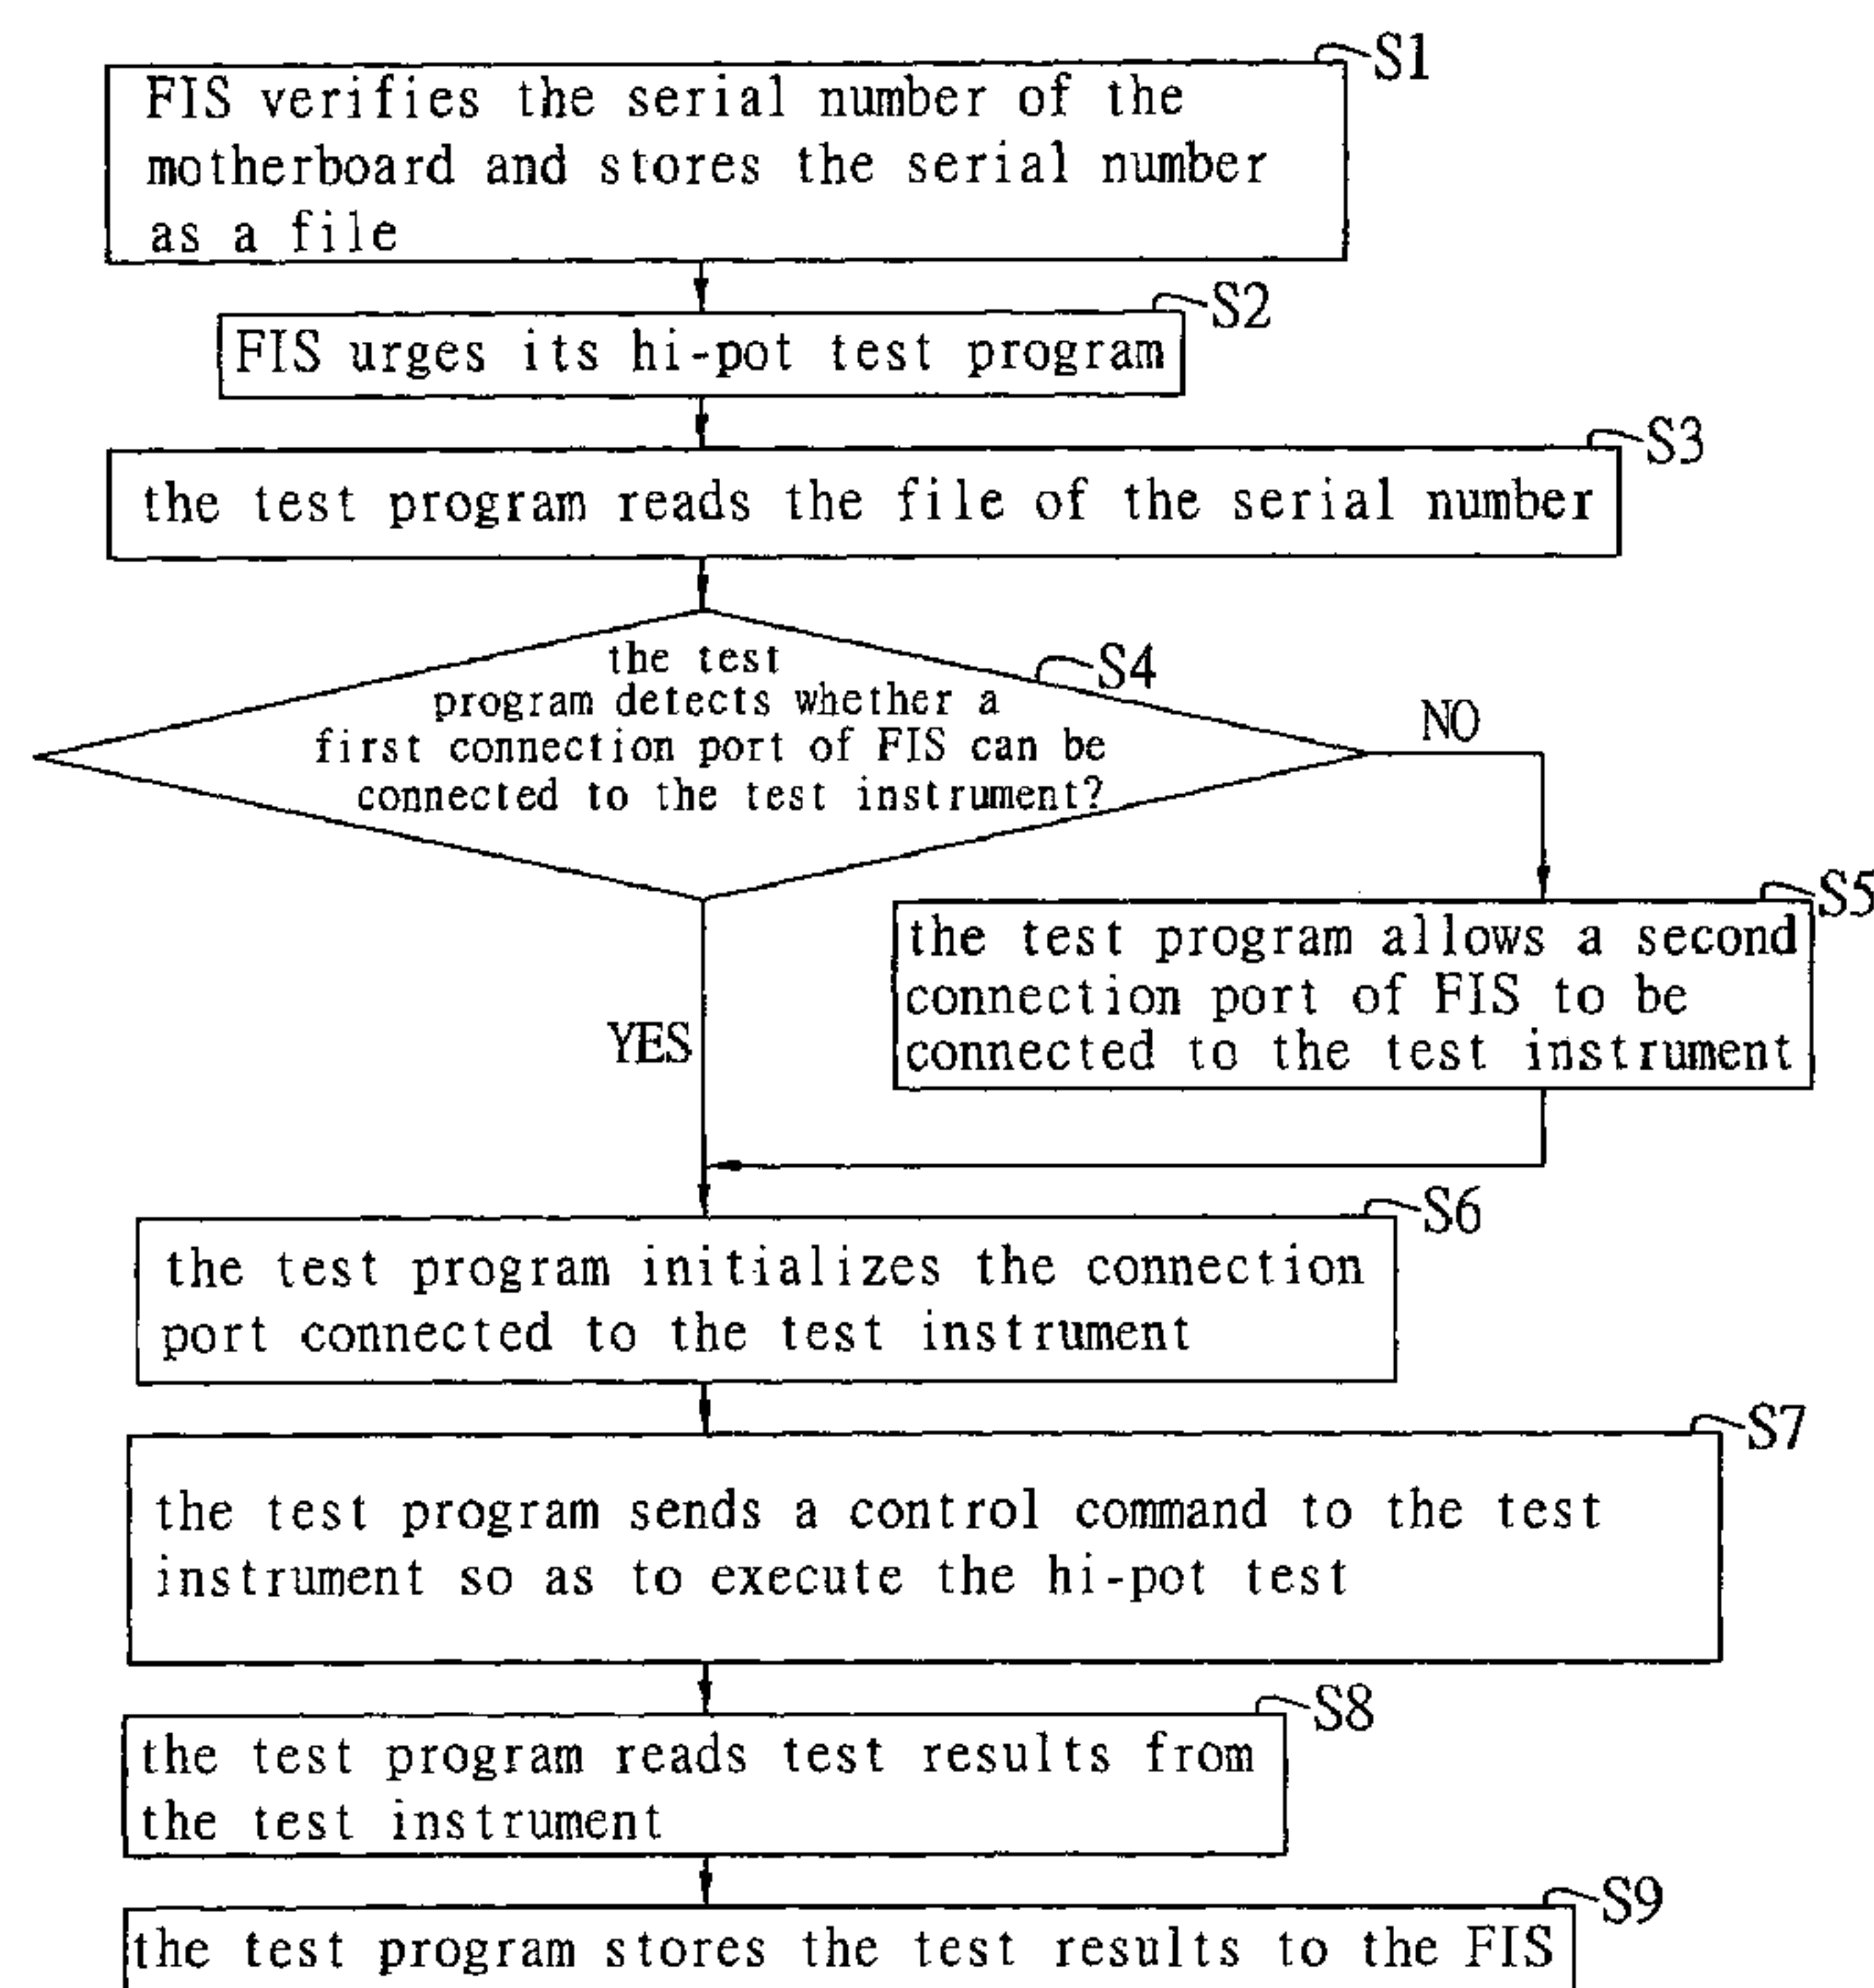 S1
FIS verifies the serial number of the
motherboard and stores the serial number
as a file
S2
FIS urges its hi-pot test program
S3
the test program reads the file of the serial number
S4
the test
program detects whether a
first connection port of FIS can be
connected to the test instrument?
NO
S5
the test program allows a second
connection port of FIS to be
connected to the test instrument
YES
S6
the test program initializes the connection
port connected to the test instrument
S7
the test program sends a control command to the test
instrument so as to execute the hi-pot test
S8
the test program reads test results from
the test instrument
S9
the test program stores the test results to the FIS